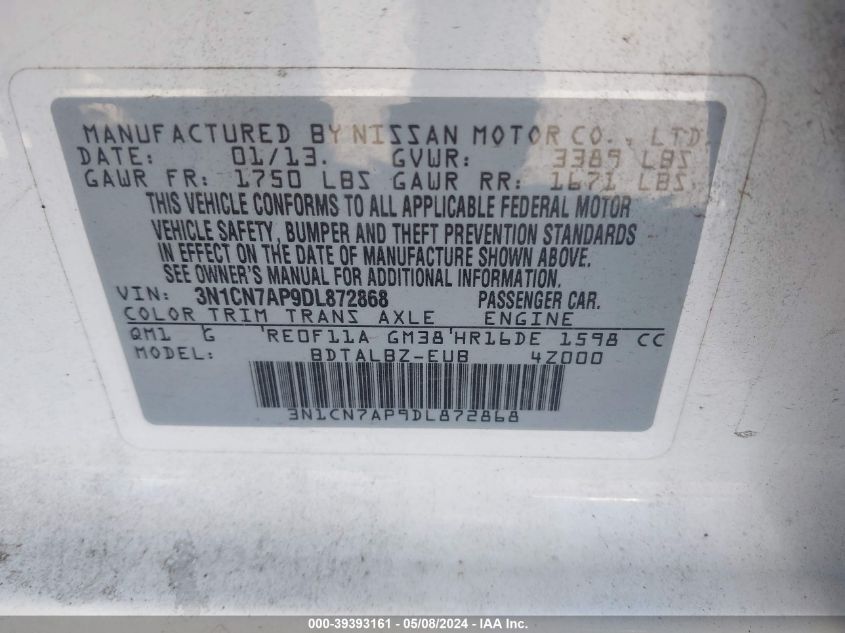 MANUFACTURED BY NISSAN MOTOR CO., LTD.
DATE: 01/13. GVWR: 3389 LBS
GAWR FR: 1750 LBS GAWR RR: 1671 LBS
THIS VEHICLE CONFORMS TO ALL APPLICABLE FEDERAL MOTOR
VEHICLE SAFETY, BUMPER AND THEFT PREVENTION STANDARDS
IN EFFECT ON THE DATE OF MANUFACTURE SHOWN ABOVE.
SEE OWNER'S MANUAL FOR ADDITIONAL INFORMATION.
VIN: 3N1CN7AP9DL872868 PASSENGER CAR.
COLOR TRIM TRANS AXLE ENGINE
QM1 G 'RE0F11A GM38'HR16DE 1598 CC
MODEL: BDTALBZ-EUB 4Z000
3N1CN7AP9DL872868
000-39393161 - 05/08/2024 - IAA Inc.